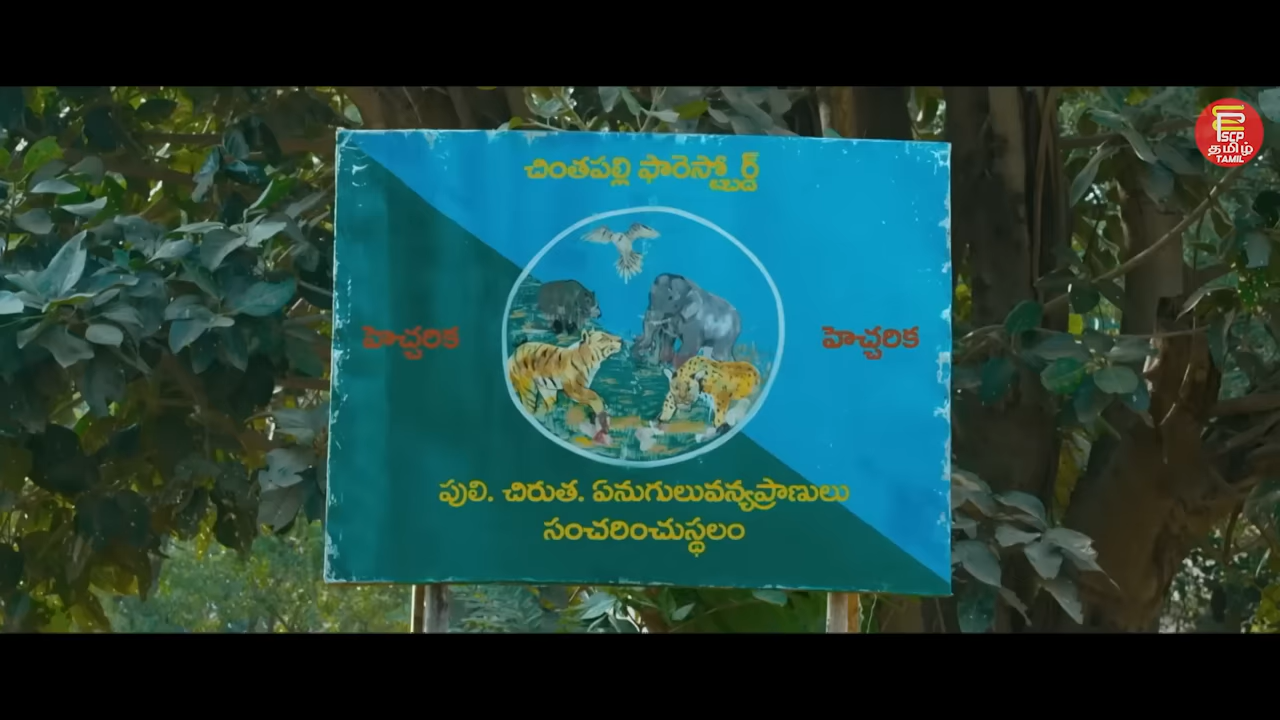 చింతపల్లి ఫారెస్ట్బోర్డ్
హెచ్చరిక
హెచ్చరిక
పులి. చిరుత. ఏనుగులువన్యప్రాణులు
సంచరించుస్థలం
SCP
தமிழ்
TAMIL